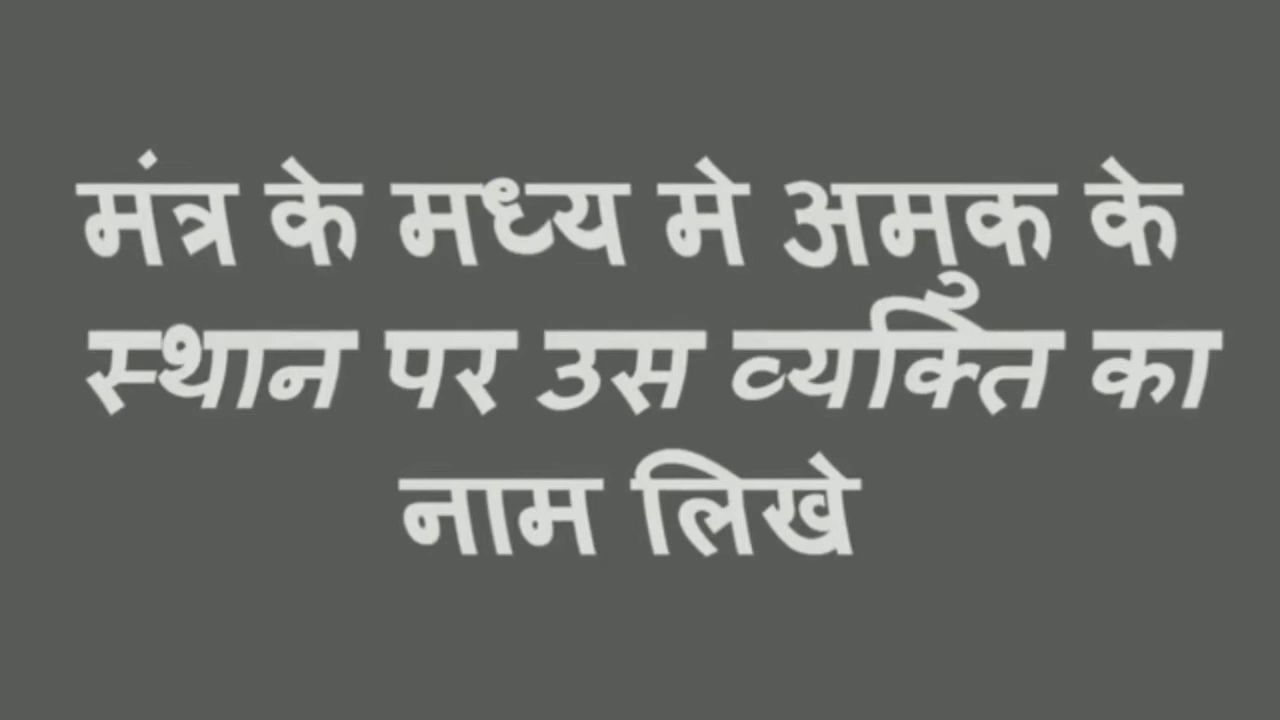 मंत्र के मध्य मे अमुक के
स्थान पर उस व्यक्ति का
नाम लिखे